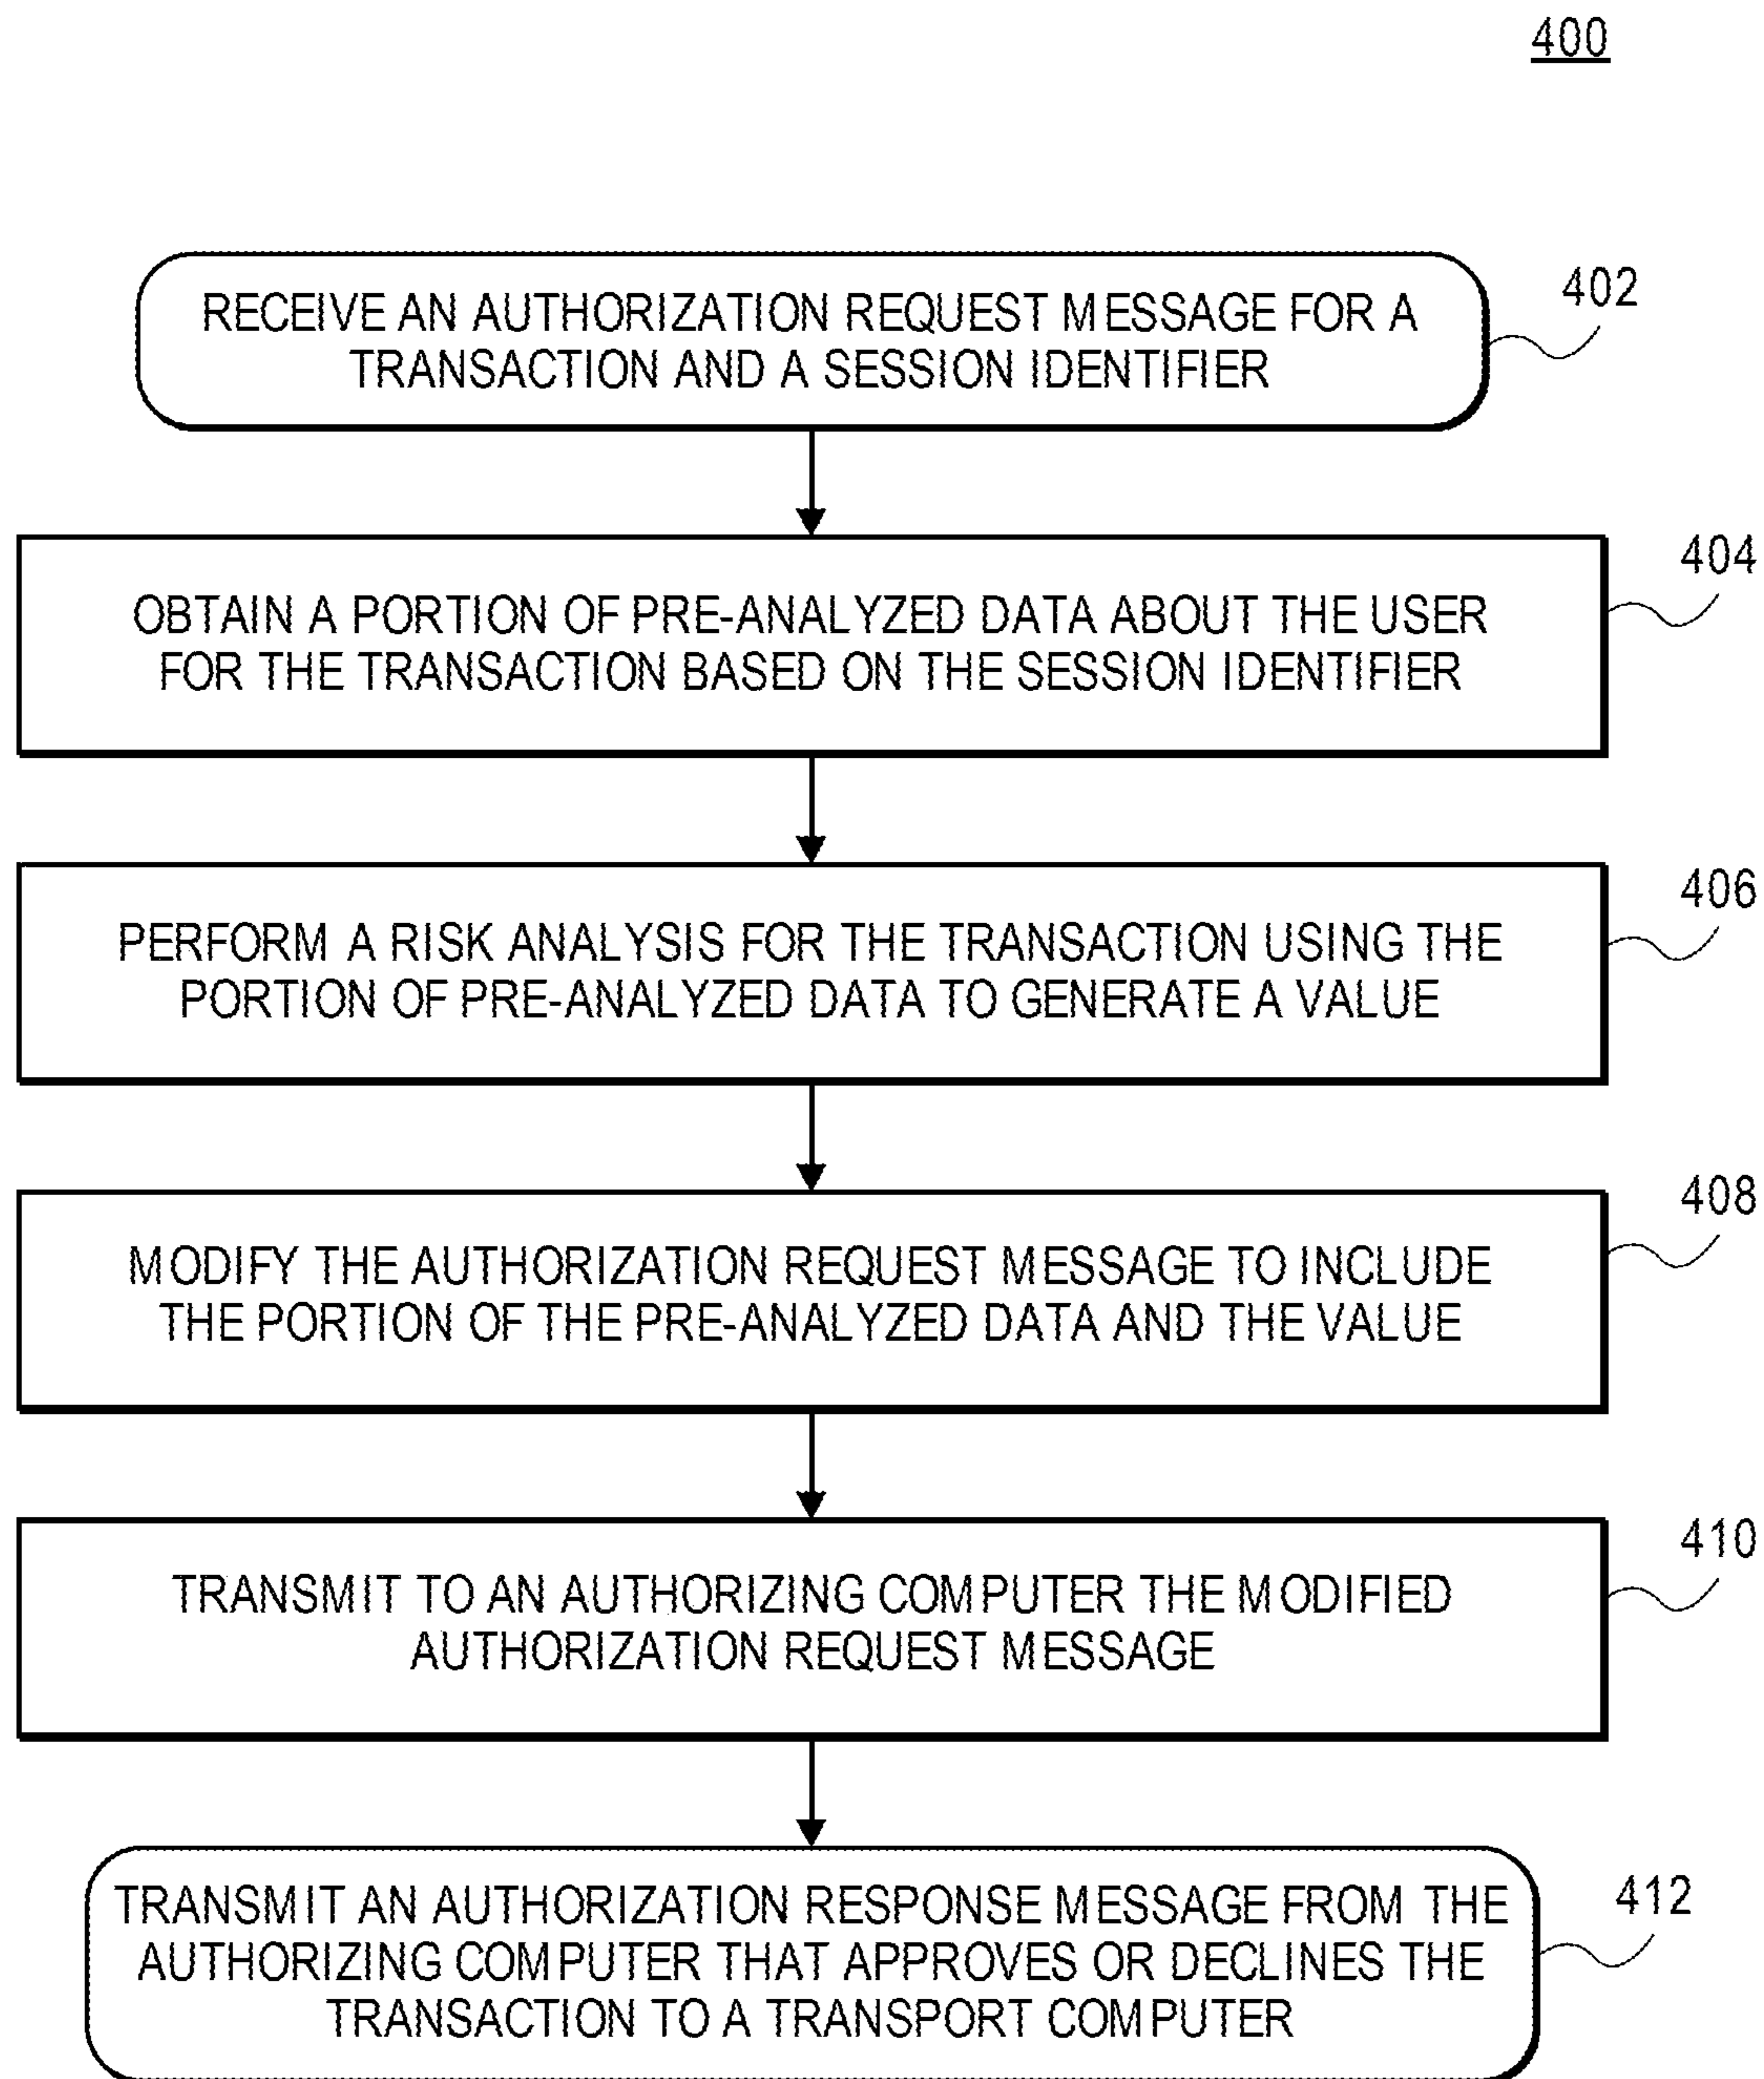 400
RECEIVE AN AUTHORIZATION REQUEST MESSAGE FOR A
TRANSACTION AND A SESSION IDENTIFIER
402
OBTAIN A PORTION OF PRE-ANALYZED DATA ABOUT THE USER
FOR THE TRANSACTION BASED ON THE SESSION IDENTIFIER
404
PERFORM A RISK ANALYSIS FOR THE TRANSACTION USING THE
PORTION OF PRE-ANALYZED DATA TO GENERATE A VALUE
406
MODIFY THE AUTHORIZATION REQUEST MESSAGE TO INCLUDE
THE PORTION OF THE PRE-ANALYZED DATA AND THE VALUE
408
TRANSMIT TO AN AUTHORIZING COMPUTER THE MODIFIED
AUTHORIZATION REQUEST MESSAGE
410
TRANSMIT AN AUTHORIZATION RESPONSE MESSAGE FROM THE
AUTHORIZING COMPUTER THAT APPROVES OR DECLINES THE
TRANSACTION TO A TRANSPORT COMPUTER
412